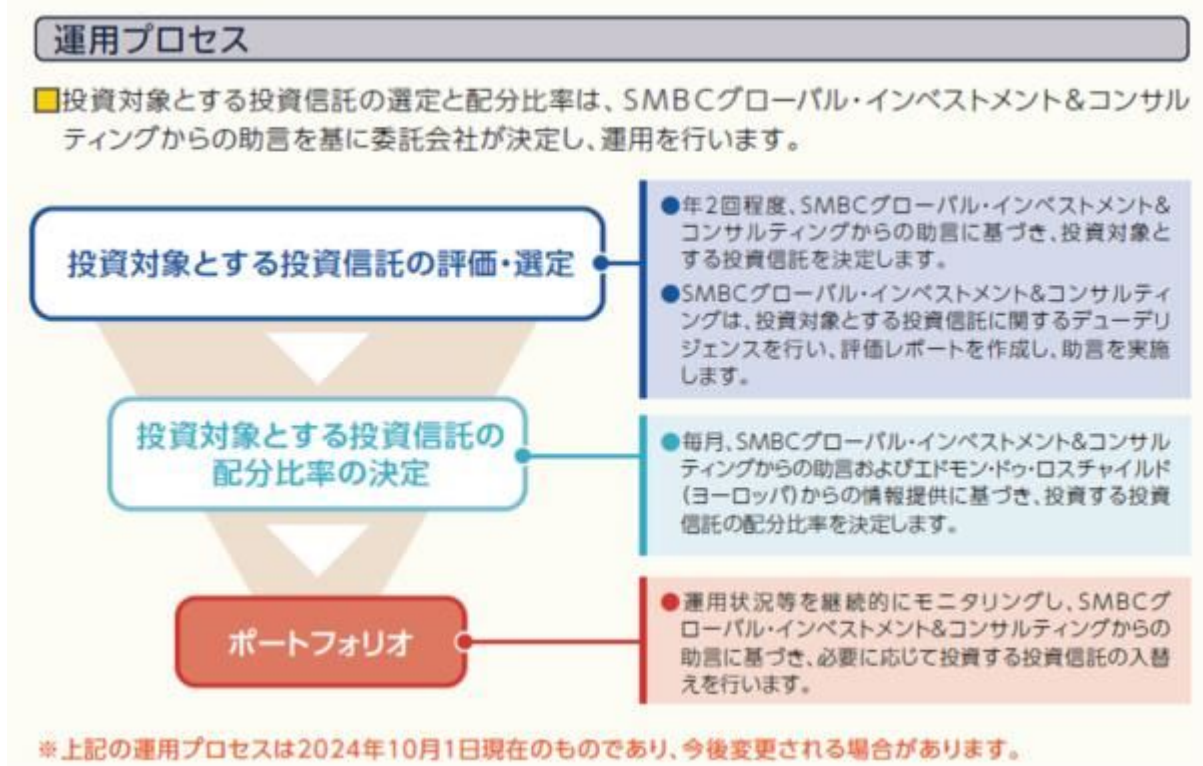 運用プロセス
■投資対象とする投資信託の選定と配分比率は、SMBCグローバル・インベストメント&コンサル
ティングからの助言を基に委託会社が決定し、運用を行います。
投資対象とする投資信託の評価・選定
●年2回程度、SMBCグローバル・インベストメント&
コンサルティングからの助言に基づき、投資対象と
する投資信託を決定します。
●SMBCグローバル・インベストメント&コンサルティ
ングは、投資対象とする投資信託に関するデューデリ
ジェンスを行い、評価レポートを作成し、助言を実施
します。
投資対象とする投資信託の
配分比率の決定
●毎月、SMBCグローバル・インベストメント&コンサル
ティングからの助言およびエドモン・ドゥ・ロスチャイルド
(ヨーロッパ)からの情報提供に基づき、投資する投資
信託の配分比率を決定します。
ポートフォリオ
●運用状況等を継続的にモニタリングし、SMBCグ
ローバル・インベストメント&コンサルティングからの
助言に基づき、必要に応じて投資する投資信託の入替
えを行います。
※上記の運用プロセスは2024年10月1日現在のものであり、今後変更される場合があります。